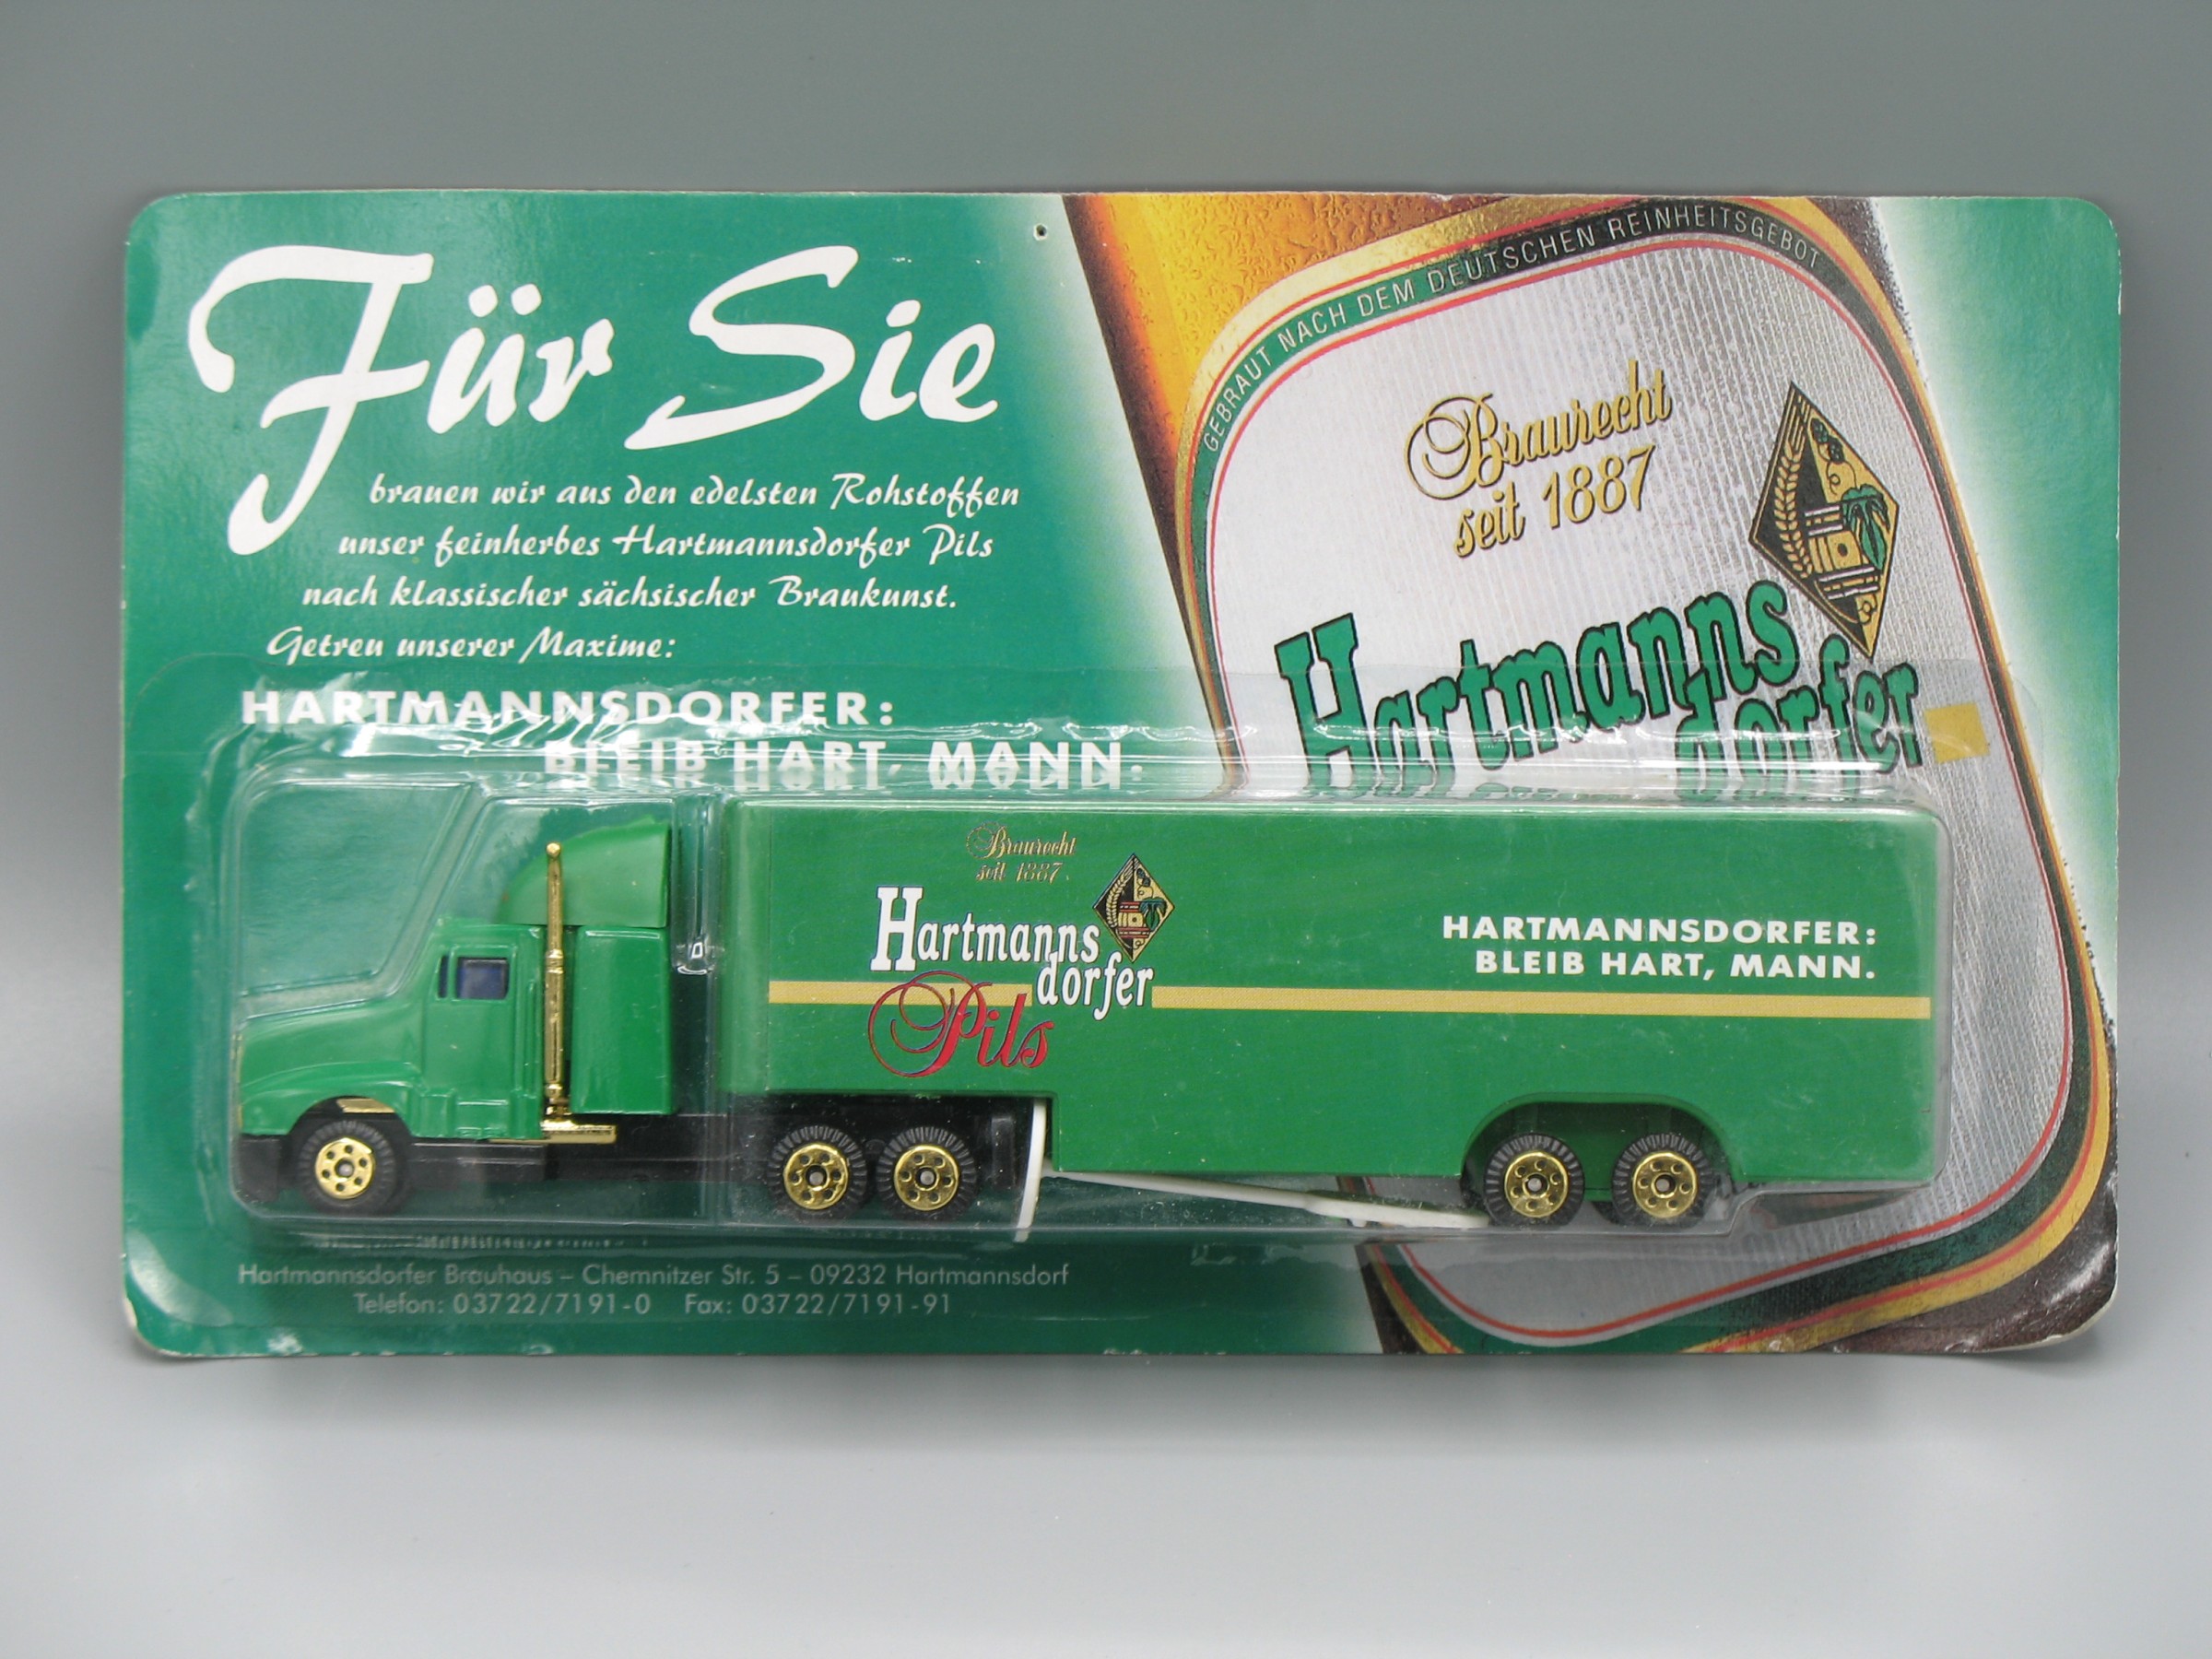 Für Sie
brauen wir aus den edelsten Rohstoffen
unser feinherbes Hartmannsdorfer Pils
nach klassischer sächsischer Braukunst.
Getreu unserer Maxime:
HARTMANNSDORFER:
BLEIB HART, MANN.
GEBRAUT NACH DEM DEUTSCHEN REINHEITSGEBOT
Braurecht
seit 1887
Hartmanns
dorfer
Braurecht
seit 1887
Hartmanns
dorfer
Pils
HARTMANNSDORFER:
BLEIB HART, MANN.
Hartmannsdorfer Brauhaus – Chemnitzer Str. 5 – 09232 Hartmannsdorf
Telefon: 03722/7191-0 Fax: 03722/7191-91